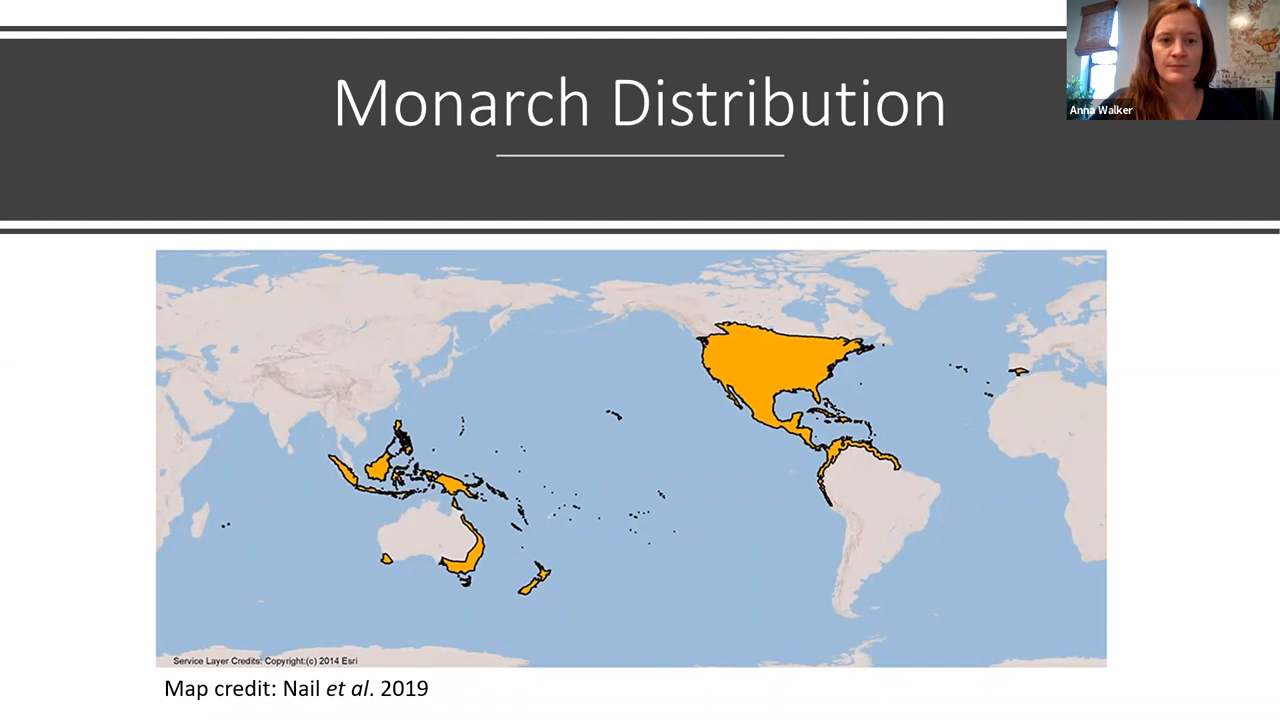 Monarch Distribution
Anna Walker
Service Layer Credits: Copyright:(c) 2014 Esri
Map credit: Nail et al. 2019